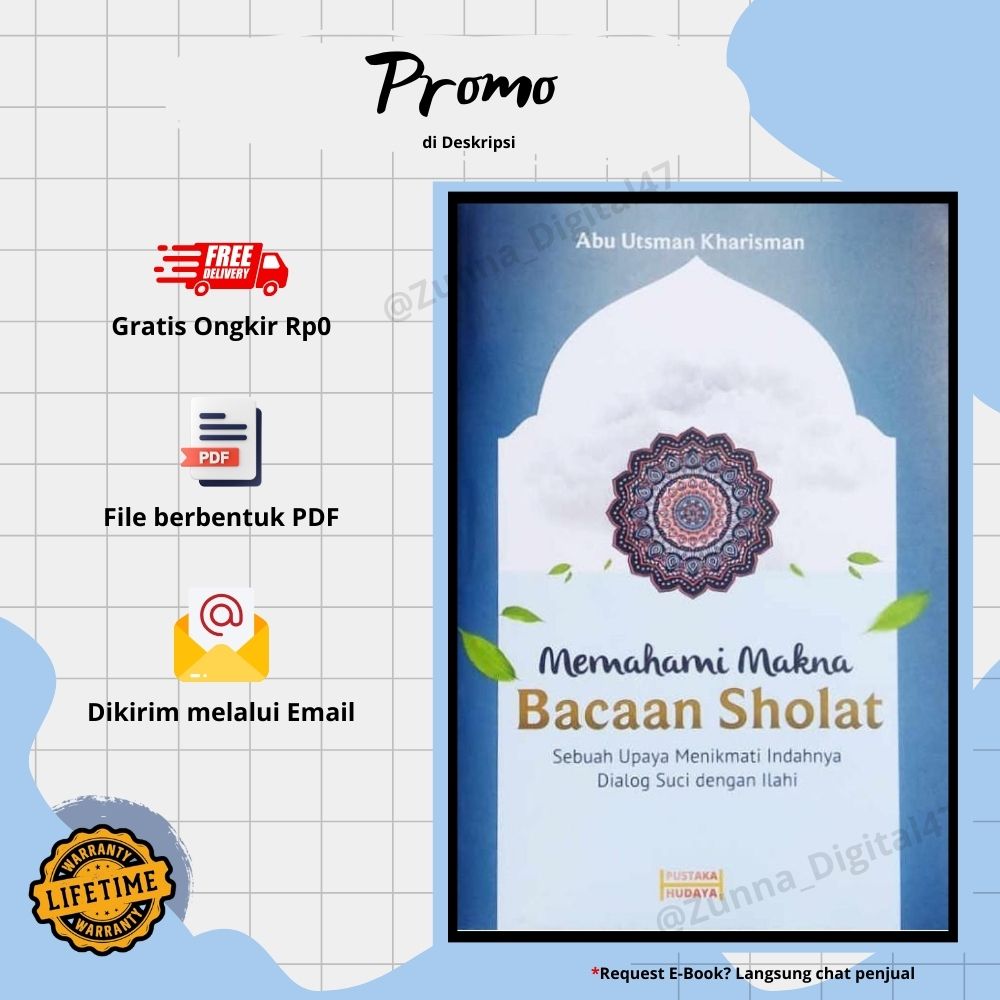 Promo
di Deskripsi
FREE
DELIVERY
Gratis Ongkir Rp0
PDF
File berbentuk PDF
@
Dikirim melalui Email
WARRANTY
LIFETIME
WARRANTY
@Zunna_Digital47
Abu Utsman Kharisman
Memahami Makna
Bacaan Sholat
Sebuah Upaya Menikmati Indahnya
Dialog Suci dengan Ilahi
PUSTAKA
HUDAYA
@Zunna_Digital47
*Request E-Book? Langsung chat penjual